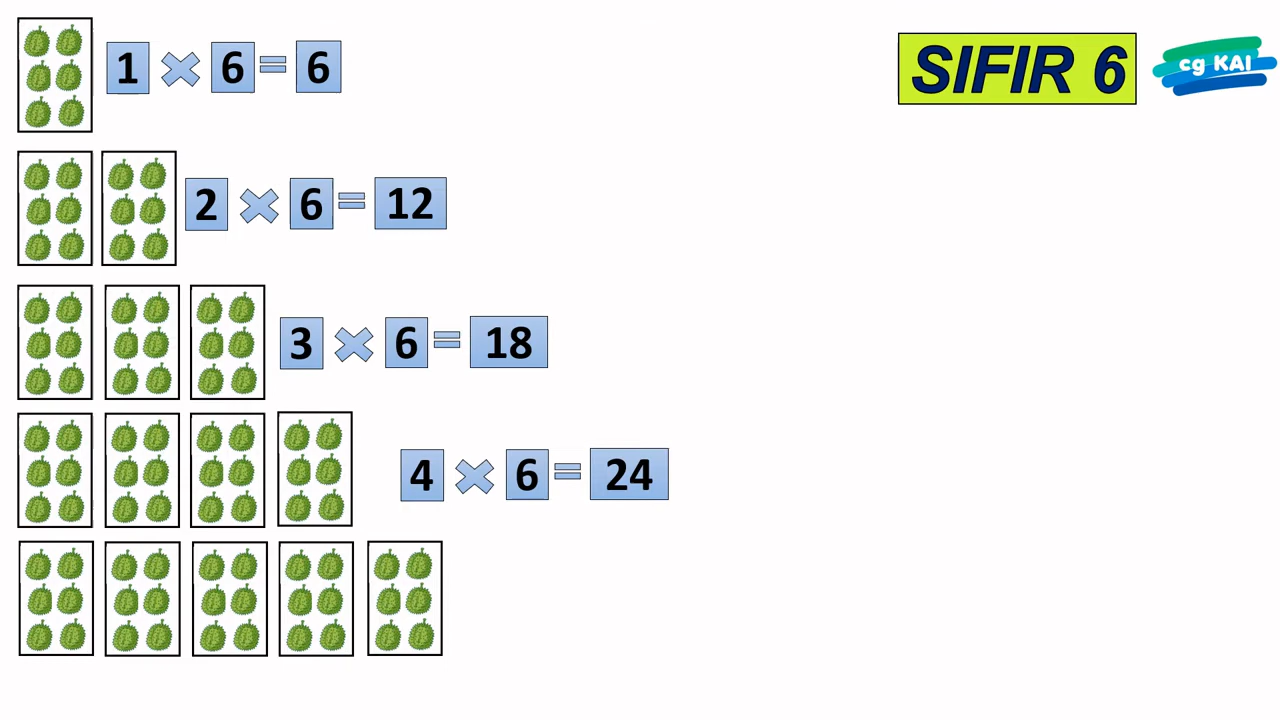 1 × 6 = 6
SIFIR 6
cg KAI
2 × 6 = 12
3 × 6 = 18
4 × 6 = 24